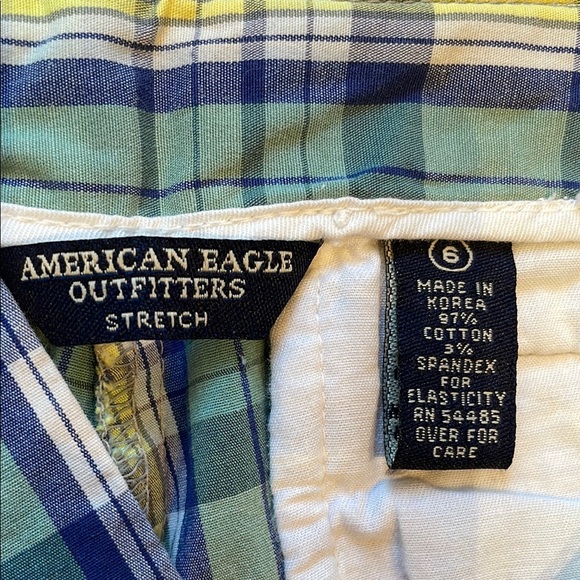 AMERICAN EAGLE
OUTFITTERS
STRETCH
6
MADE IN
KOREA
97%
COTTON
3%
SPANDEX
FOR
ELASTICITY
RN 54485
OVER FOR
CARE